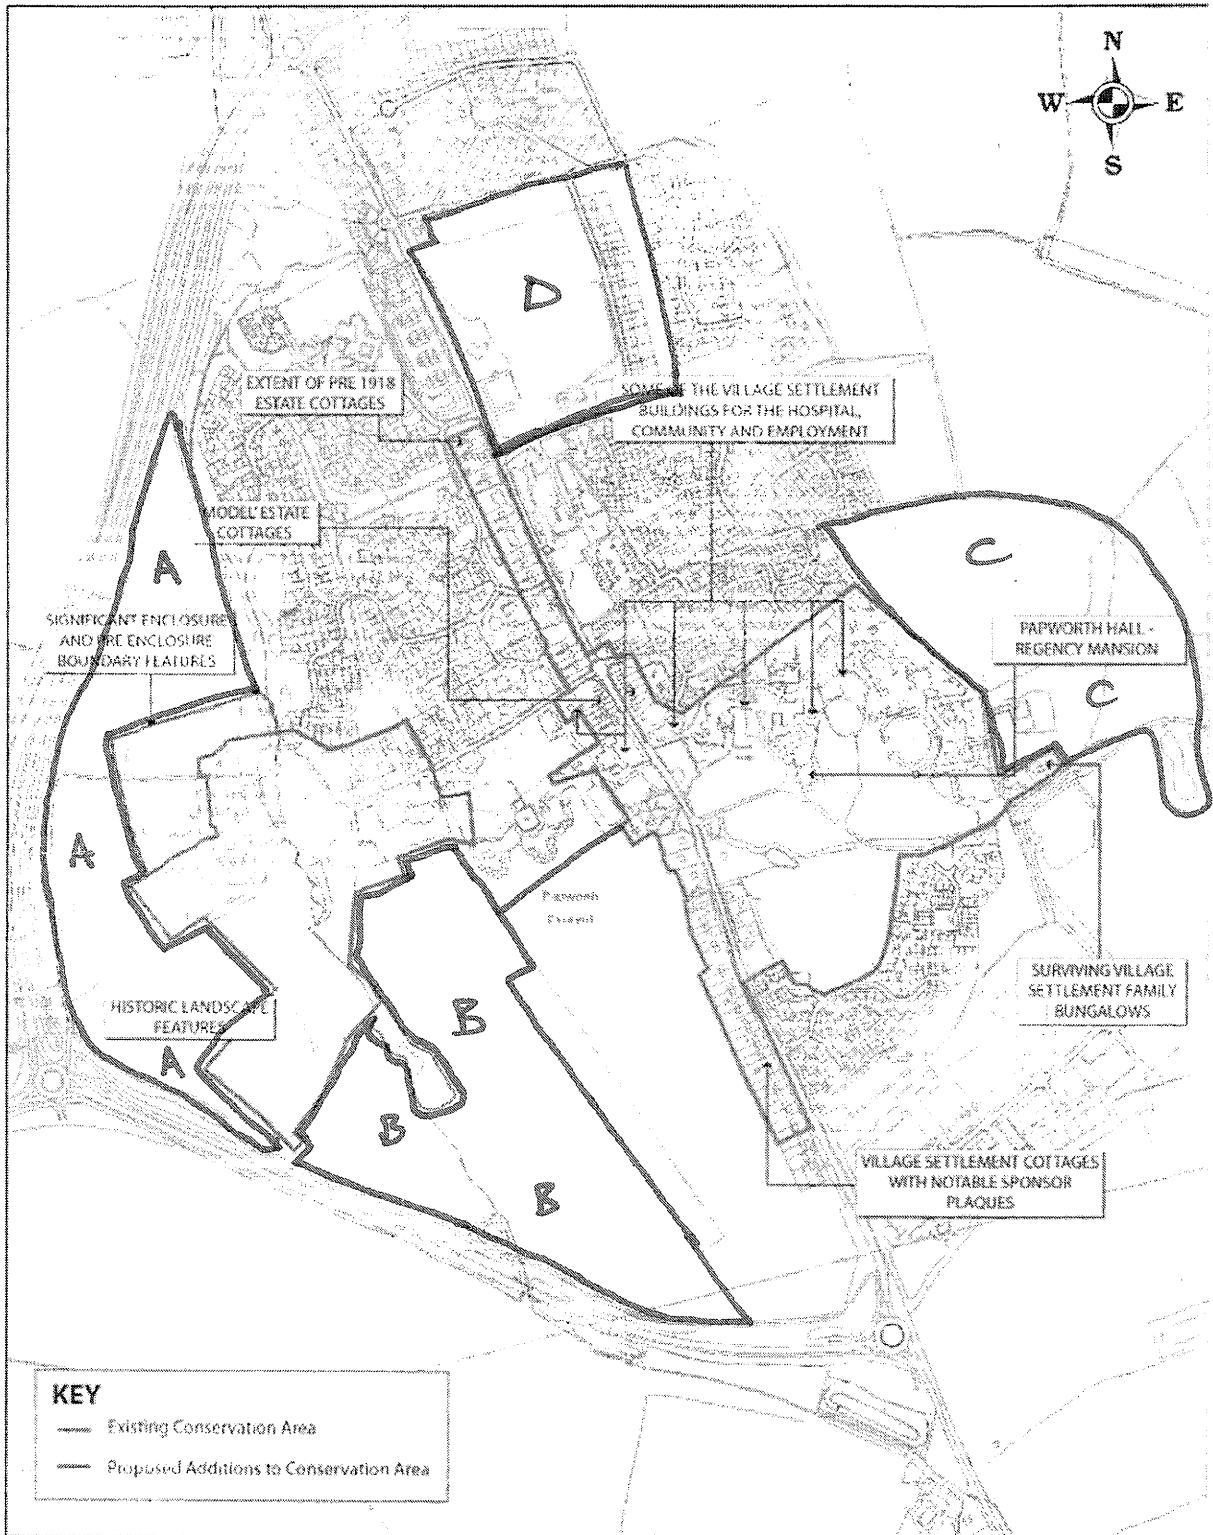 N
W E
S
D
EXTENT OF PRE 1918
ESTATE COTTAGES
SOME OF THE VILLAGE SETTLEMENT
BUILDINGS FOR THE HOSPITAL,
COMMUNITY AND EMPLOYMENT
MODEL ESTATE
COTTAGES
C
A
SIGNIFICANT ENCLOSURE
AND PRE ENCLOSURE
BOUNDARY FEATURES
PAPWORTH HALL -
REGENCY MANSION
C
A
Papworth
Everard
SURVIVING VILLAGE
SETTLEMENT FAMILY
BUNGALOWS
HISTORIC LANDSCAPE
FEATURES
B
A
B
B
VILLAGE SETTLEMENT COTTAGES
WITH NOTABLE SPONSOR
PLAQUES
KEY
Existing Conservation Area
Proposed Additions to Conservation Area